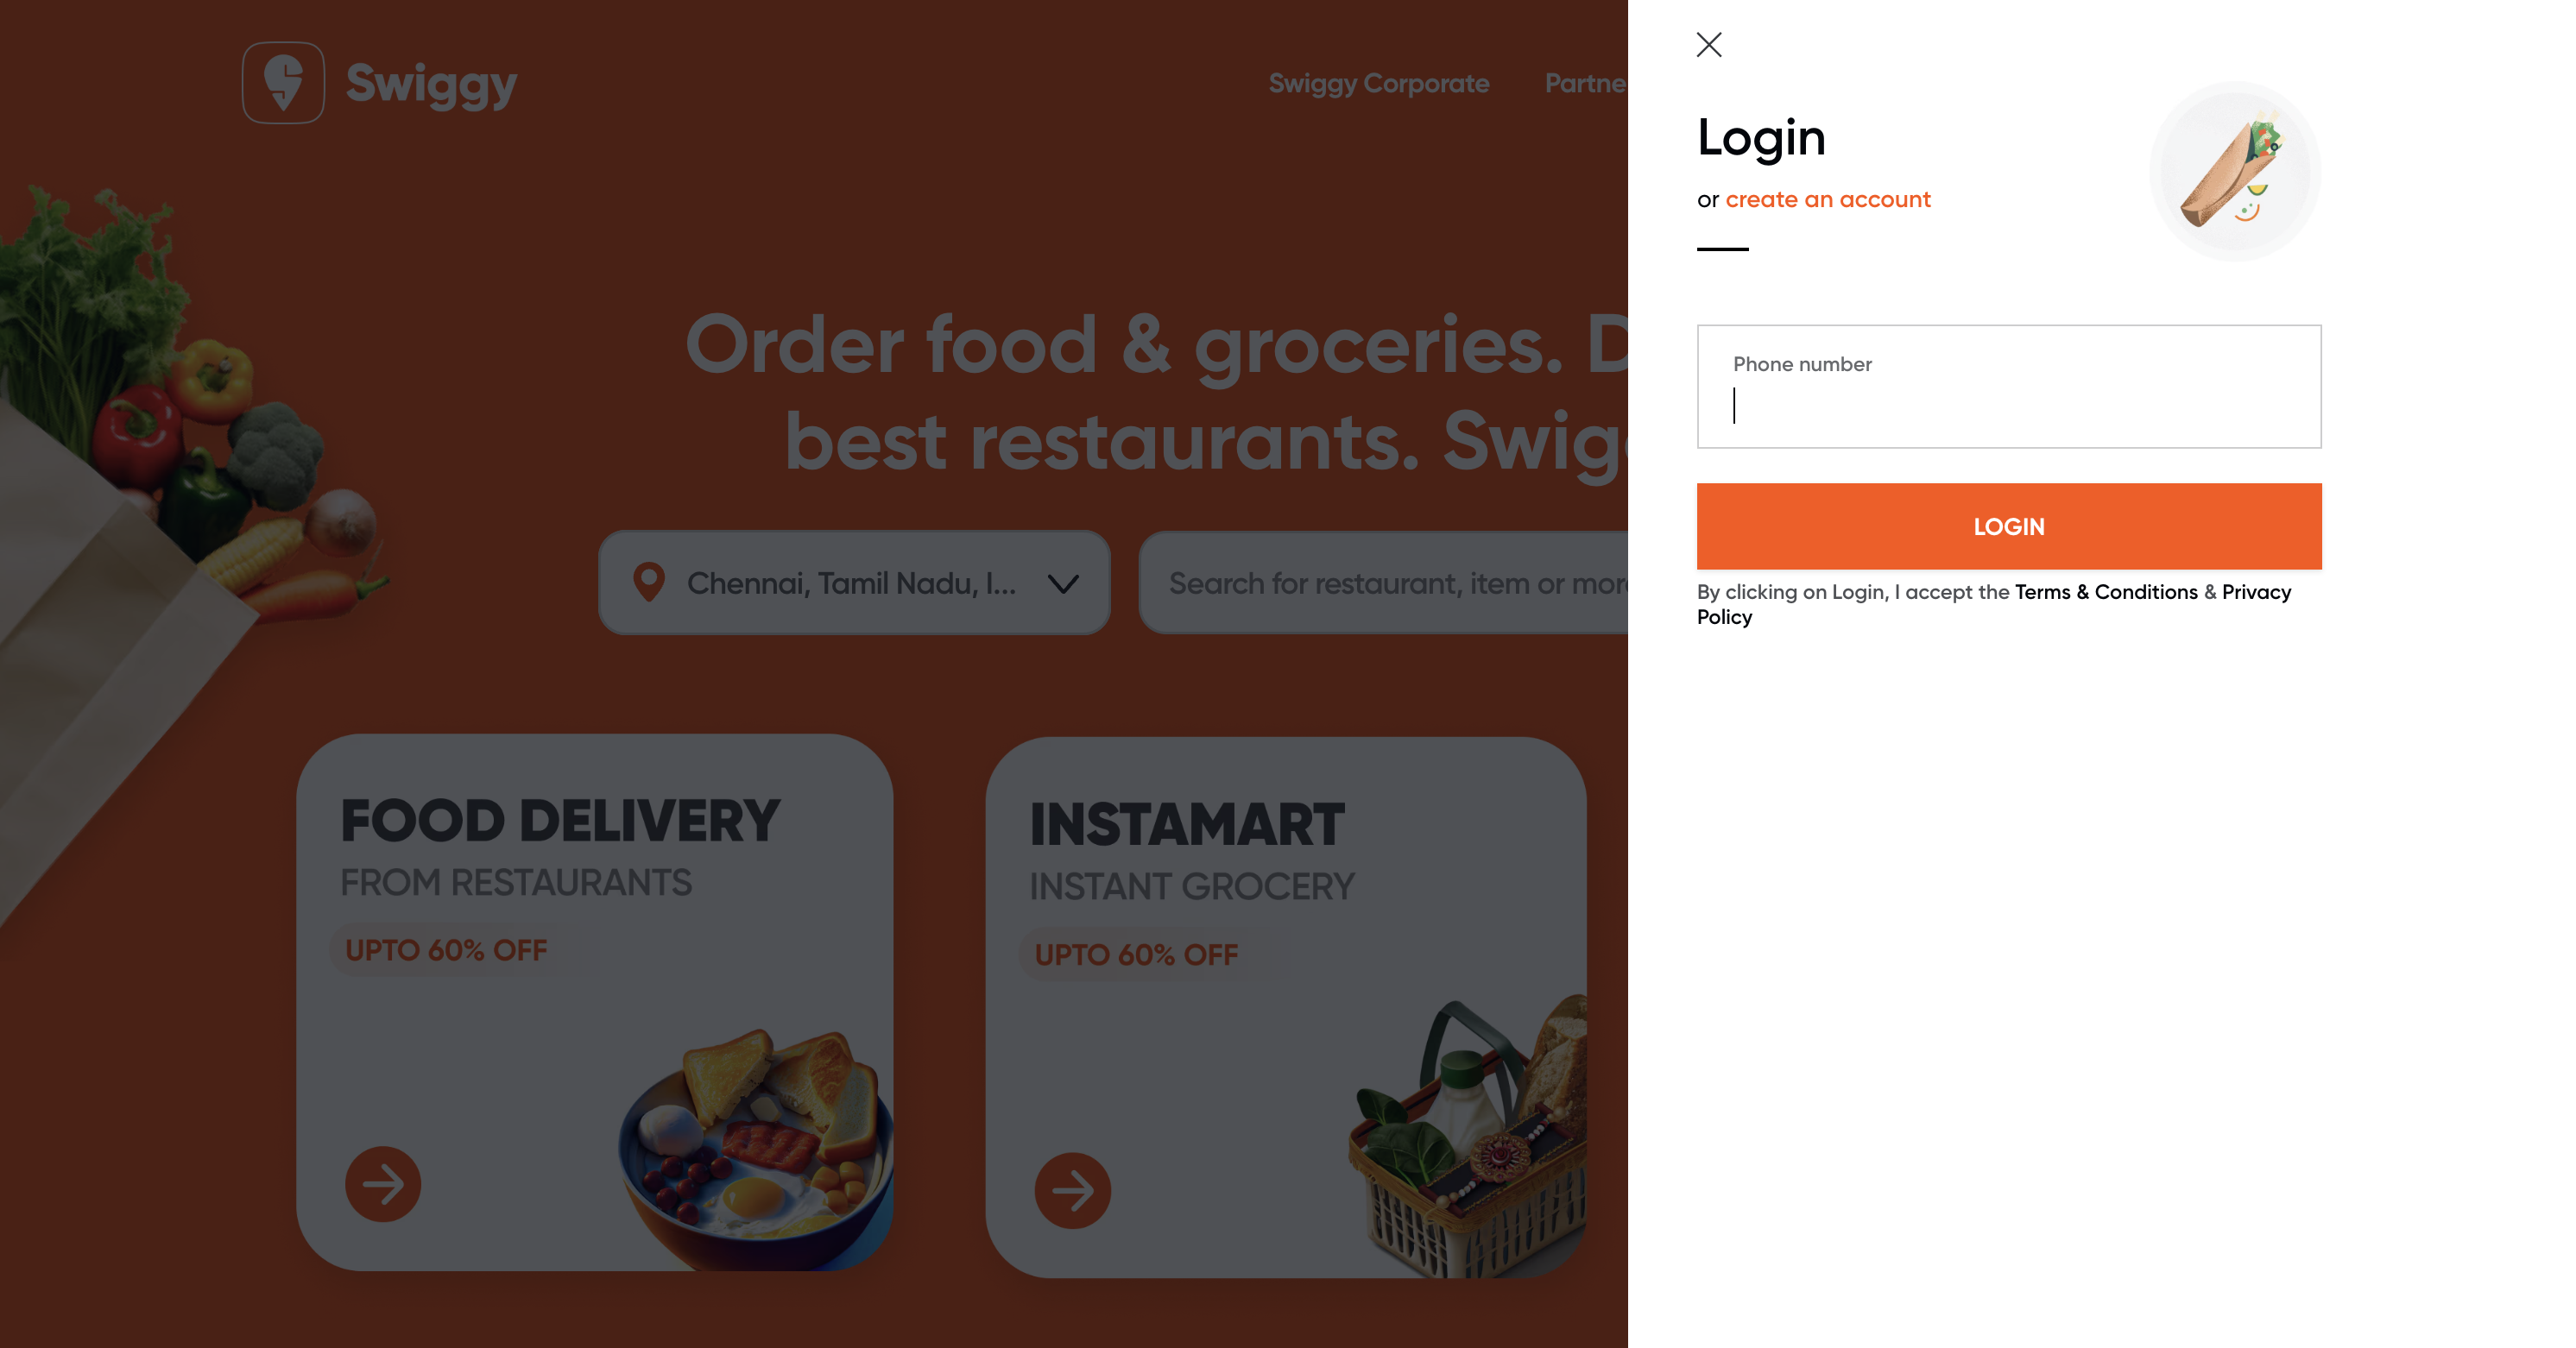 Swiggy
Swiggy Corporate
Partne
Order food & groceries. D
best restaurants. Swigg
Chennai, Tamil Nadu, I...
Search for restaurant, item or more
FOOD DELIVERY
FROM RESTAURANTS
UPTO 60% OFF
INSTAMART
INSTANT GROCERY
UPTO 60% OFF
Login
or create an account
Phone number
LOGIN
By clicking on Login, I accept the Terms & Conditions & Privacy
Policy